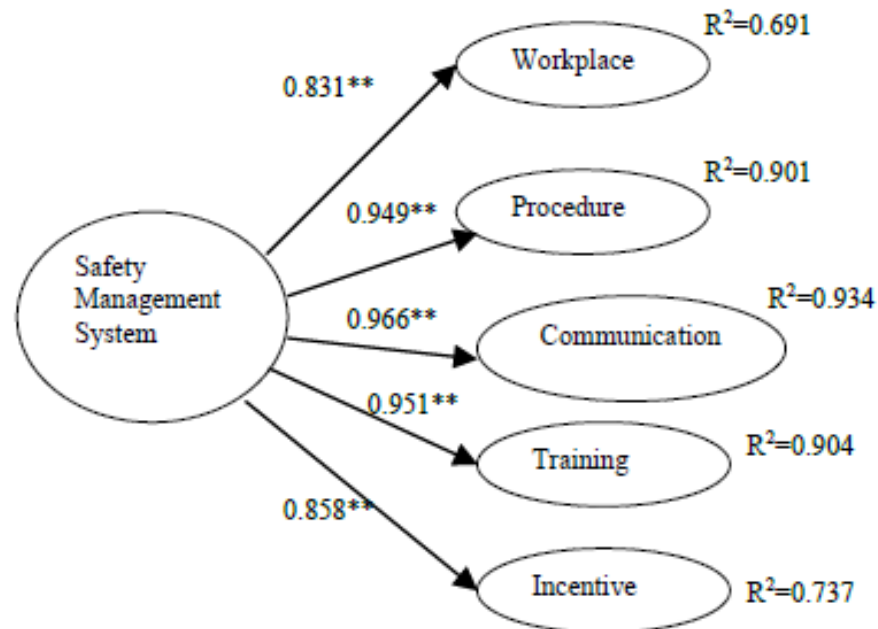 R²=0.691
Workplace
0.831**
R²=0.901
Procedure
0.949**
Safety
Management
System
R²=0.934
0.966**
Communication
0.951**
R²=0.904
Training
0.858**
Incentive
R²=0.737